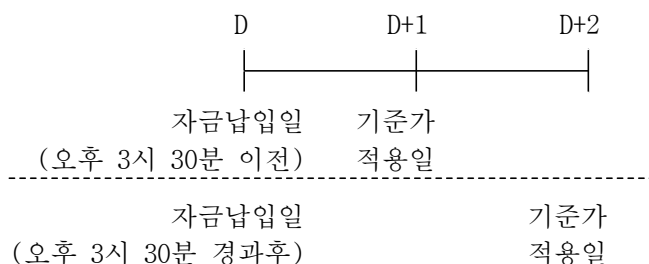 D D+1 D+2
자금납입일 기준가
(오후 3시 30분 이전) 적용일
자금납입일 기준가
(오후 3시 30분 경과후) 적용일